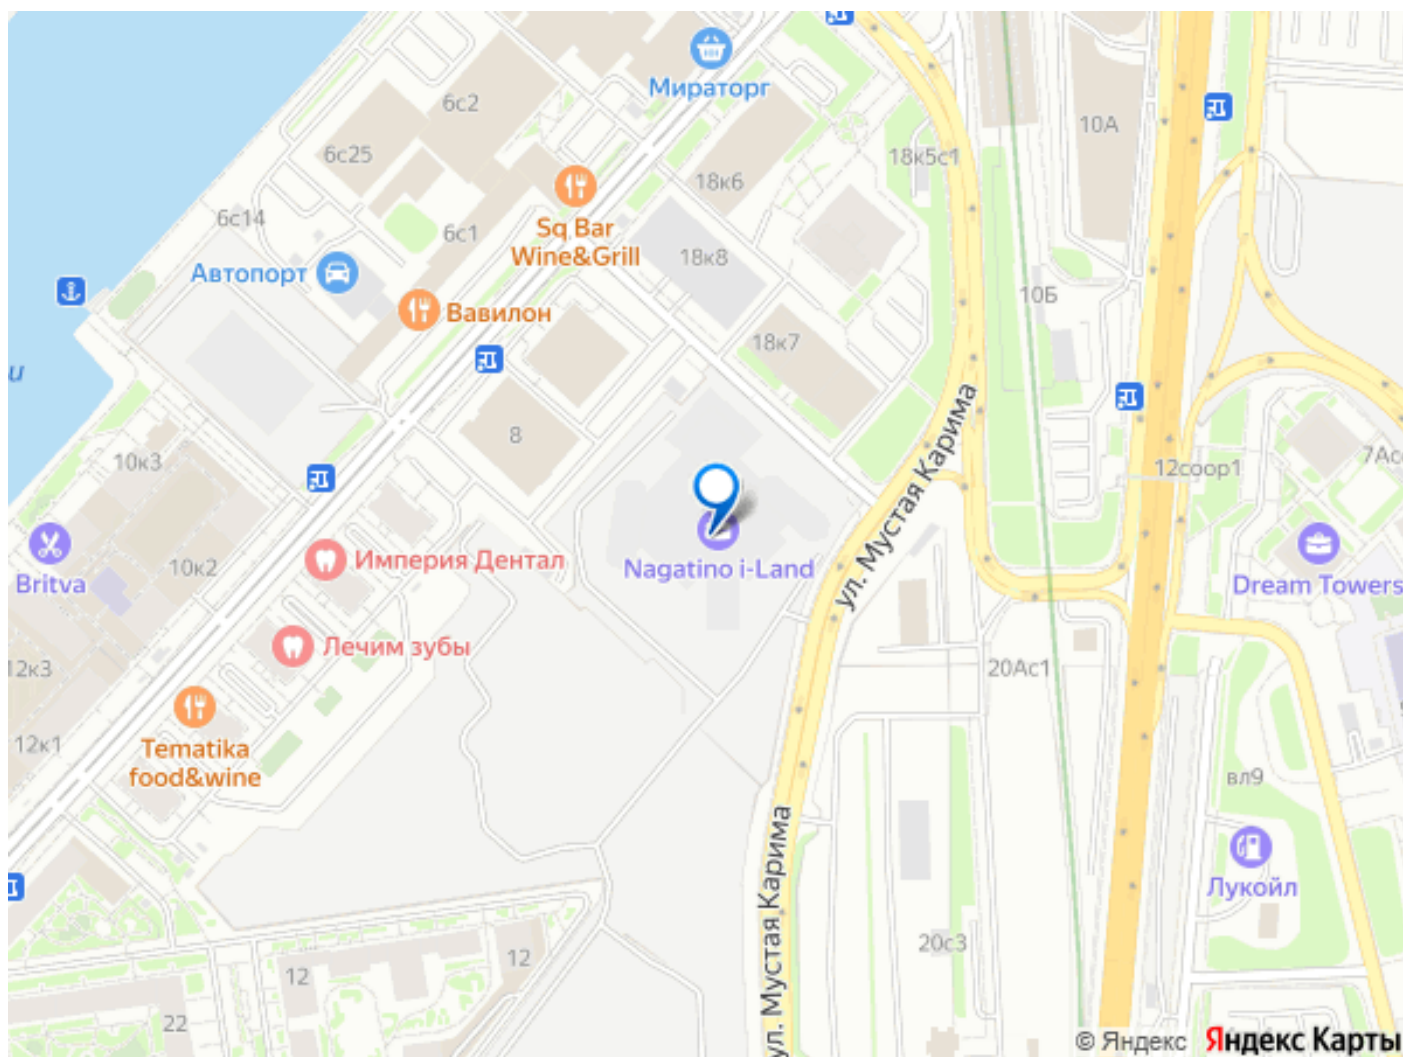 Мираторг
6с2
10А
6с25
18к5с1
18к6
6с14
6с1
Sq Bar
Wine&Grill
18к8
Автопорт
10Б
Вавилон
18к7
ул. Мустая Карима
8
10к3
12соор1
Britva
10к2
Империя Дентал
Nagatino i-Land
Dream Towers
Лечим зубы
12к3
20Ас1
12к1
Tematika
food&wine
вл9
ул. Мустая Карима
Лукойл
20с3
12
12
22
© Яндекс Яндекс Карты